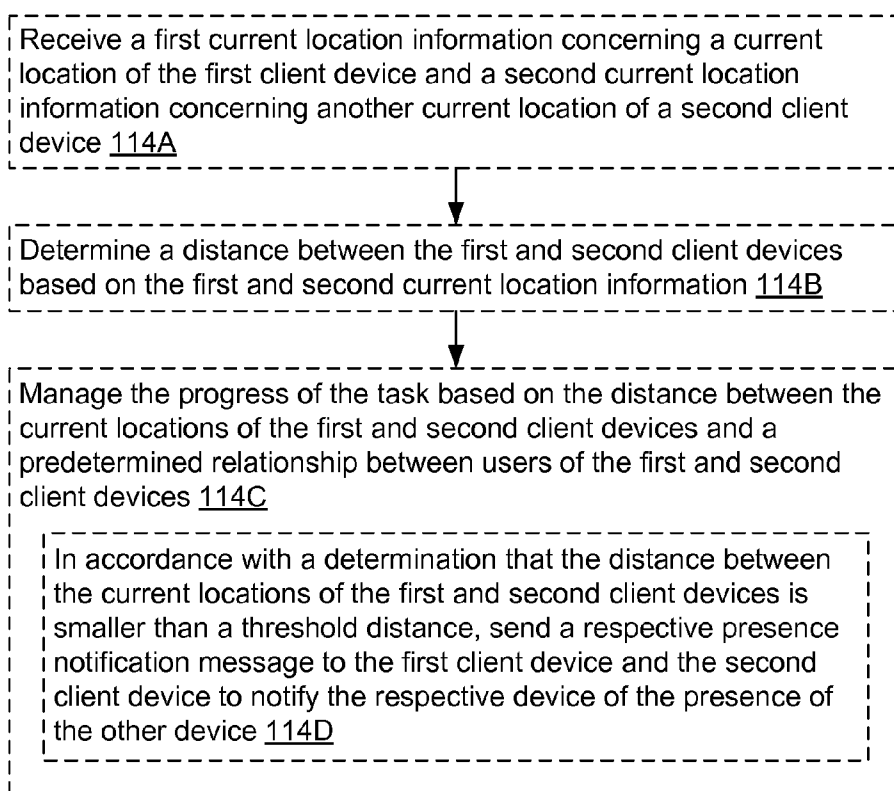 Receive a first current location information concerning a current
location of the first client device and a second current location
information concerning another current location of a second client
device 114A
Determine a distance between the first and second client devices
based on the first and second current location information 114B
Manage the progress of the task based on the distance between the
current locations of the first and second client devices and a
predetermined relationship between users of the first and second
client devices 114C
In accordance with a determination that the distance between
the current locations of the first and second client devices is
smaller than a threshold distance, send a respective presence
notification message to the first client device and the second
client device to notify the respective device of the presence of
the other device 114D